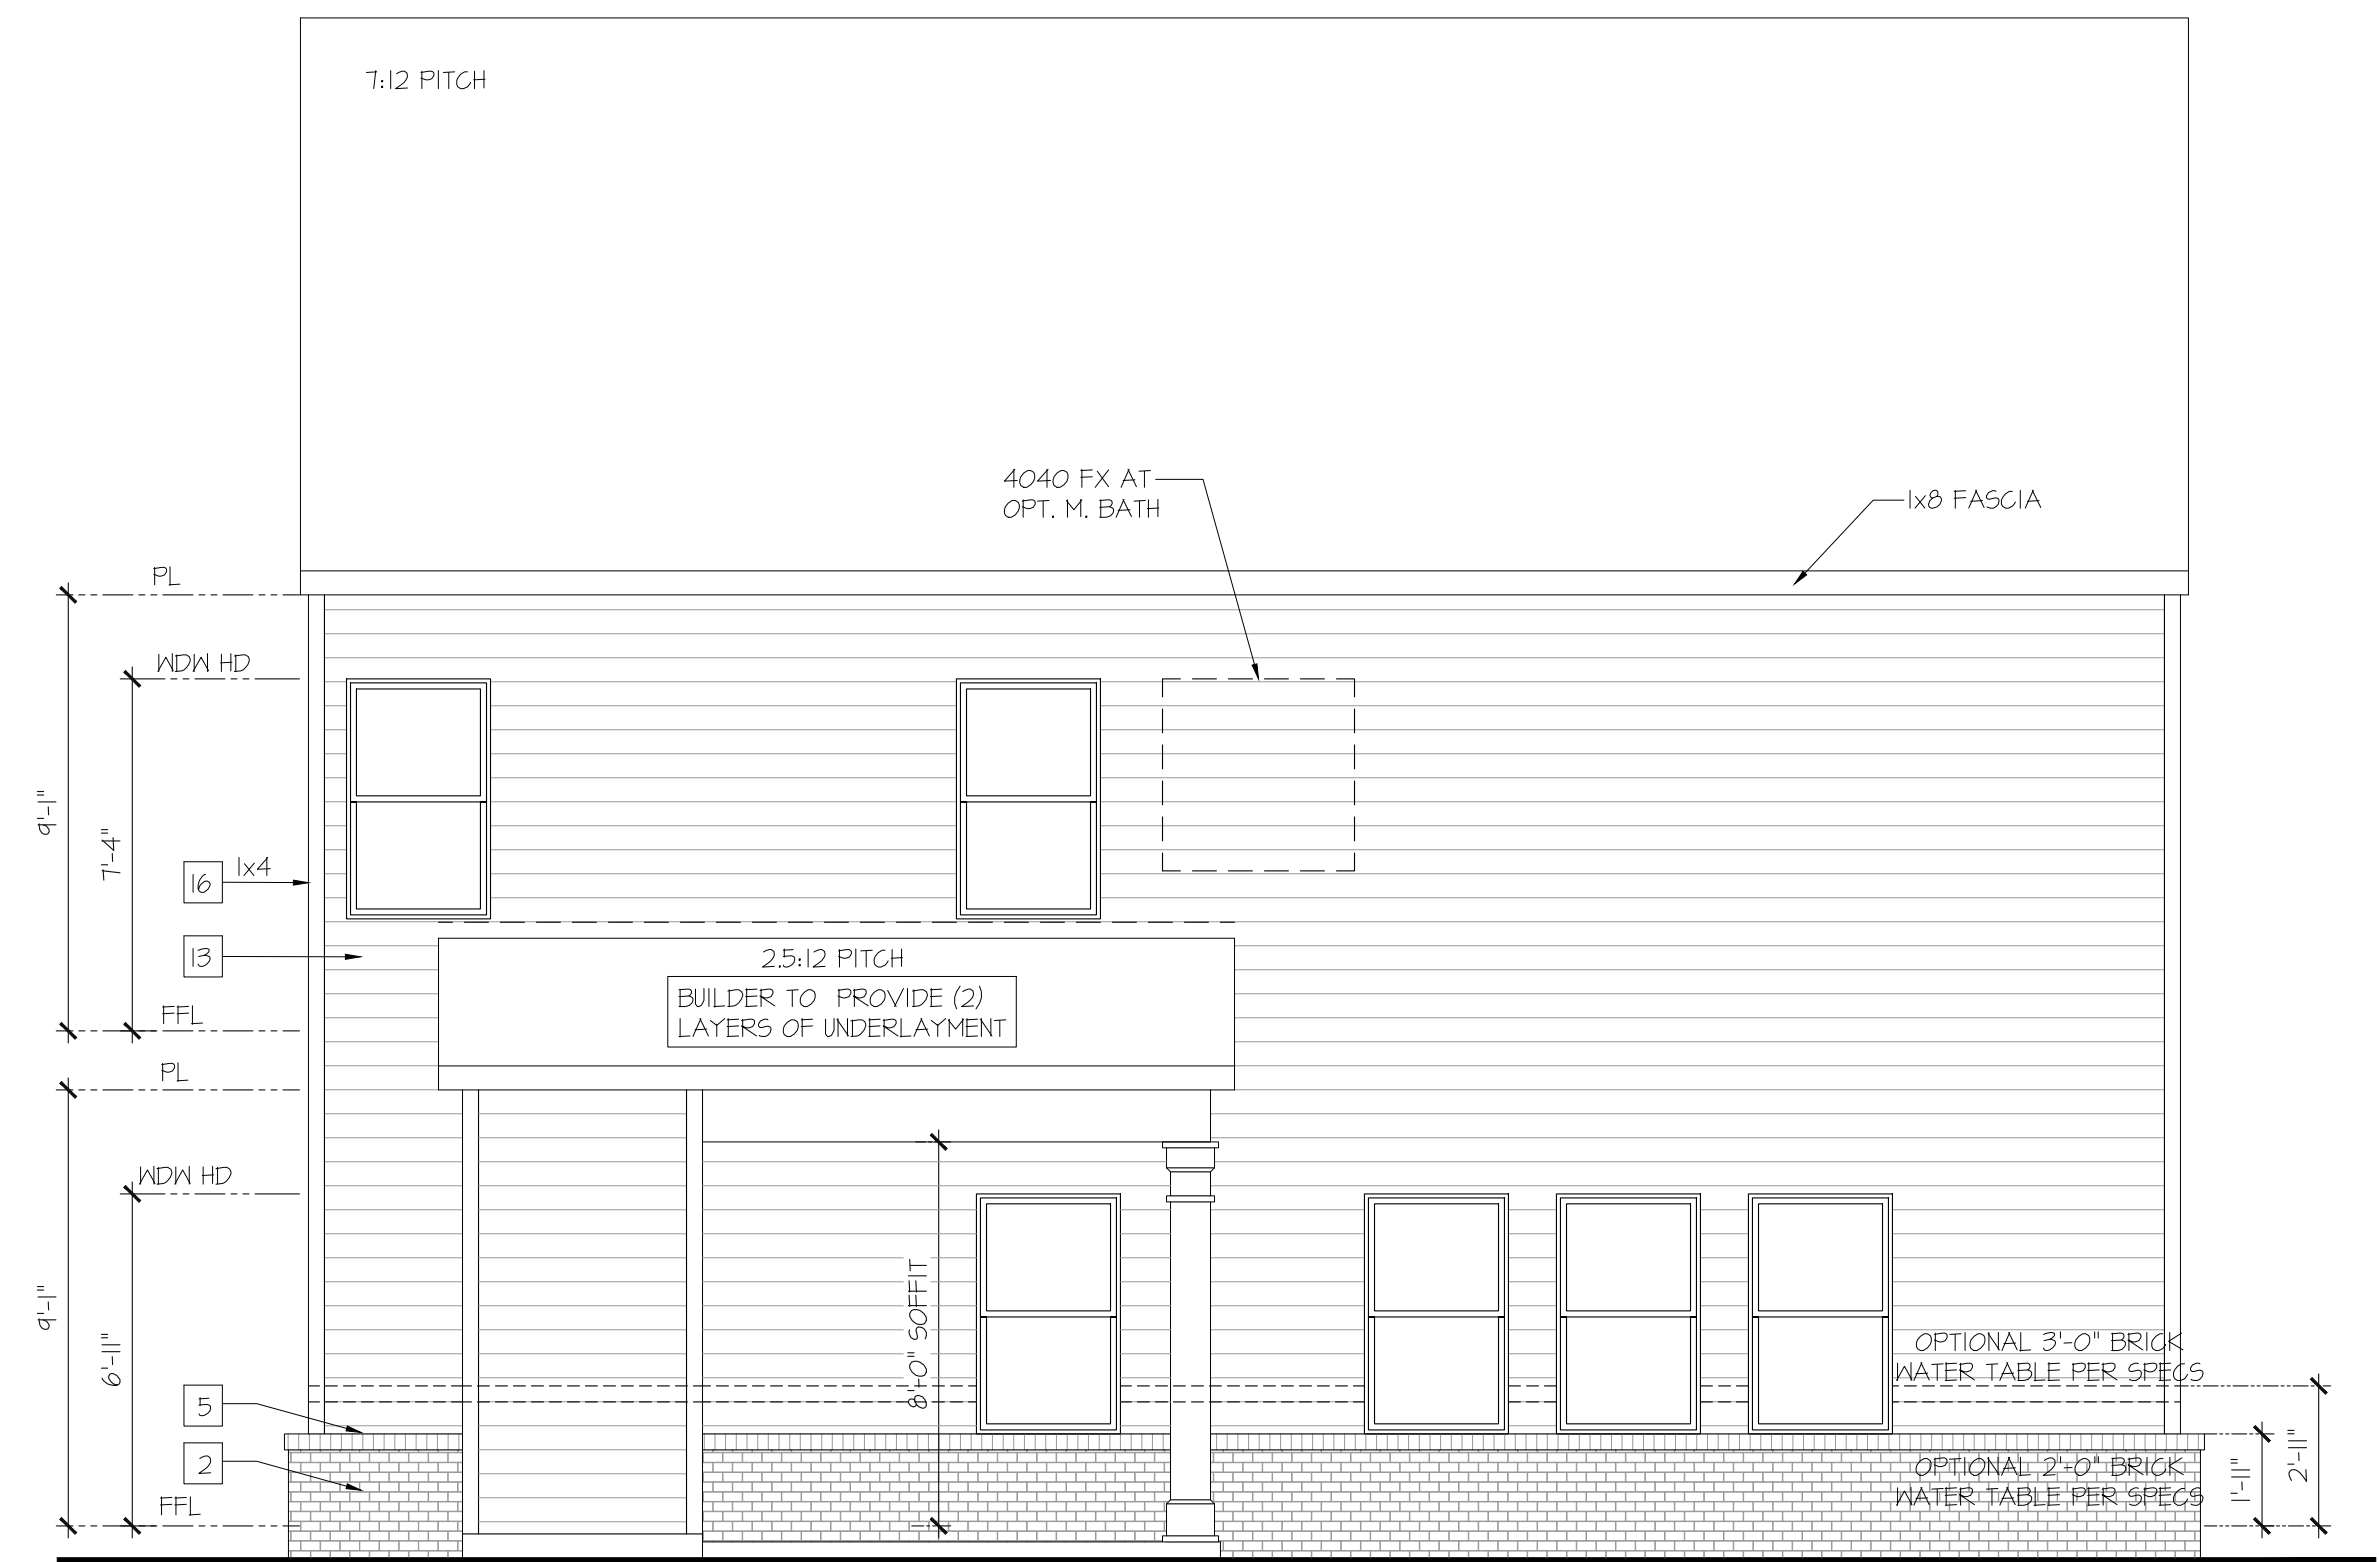 7:12 PITCH
4040 FX AT
OPT. M. BATH
1x8 FASCIA
PL
WDW HD
9'-1"
7'-4"
16
1x4
13
2.5:12 PITCH
BUILDER TO PROVIDE (2)
LAYERS OF UNDERLAYMENT
FFL
PL
WDW HD
9'-1"
6'-11"
8'-0" SOFFIT
OPTIONAL 3'-0" BRICK
WATER TABLE PER SPECS
5
2
OPTIONAL 2'-0" BRICK
WATER TABLE PER SPECS
1'-11"
2'-11"
FFL